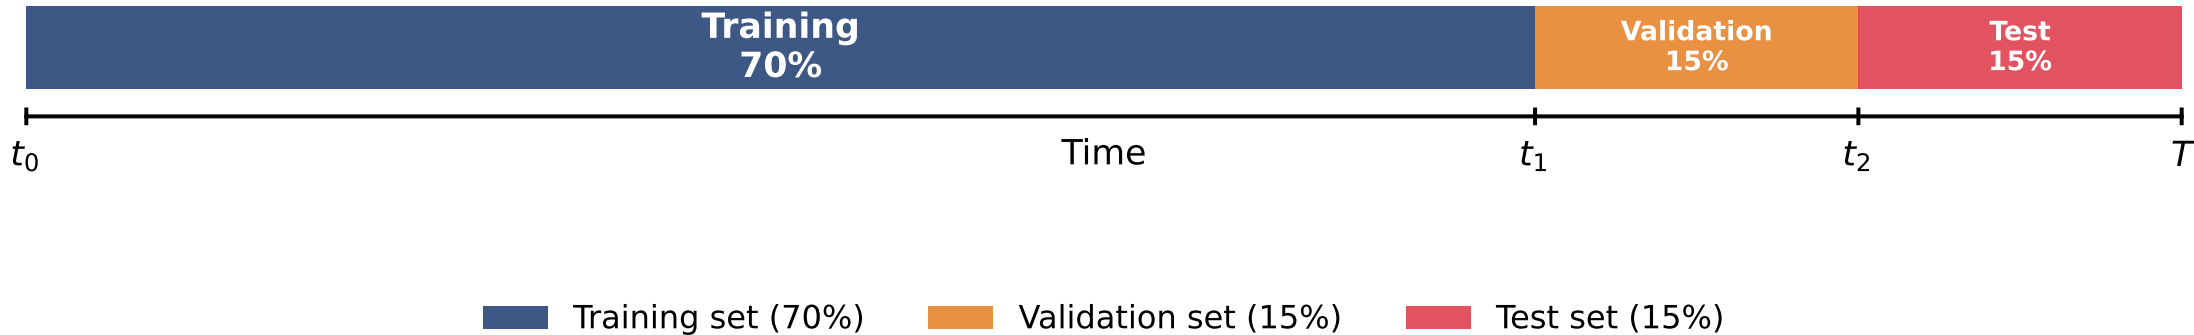 Training
70%
Validation
15%
Test
15%
t₀
Time
t₁
t₂
T
Training set (70%)
Validation set (15%)
Test set (15%)